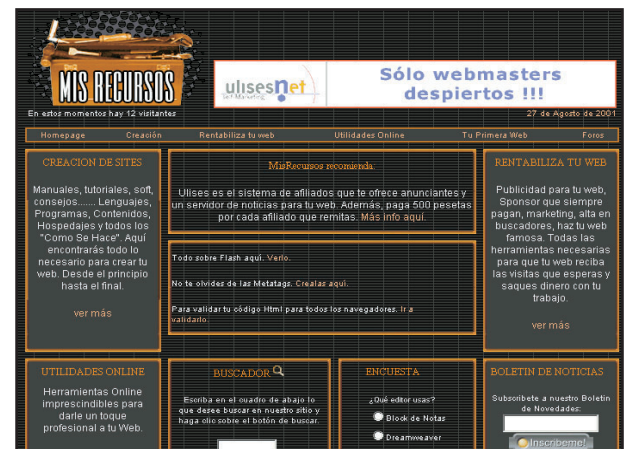 MIS RECURSOS
ulisesnet
Sólo webmasters
despiertos !!!
En estos momentos hay 12 visitantes
27 de Agosto de 2001
Homepage
Creación
Rentabiliza tu web
Utilidades Online
Tu Primera Web
Foros
CREACION DE SITES
Manuales, tutoriales, soft,
consejos....... Lenguajes,
Programas, Contenidos,
Hospedajes y todos los
"Como Se Hace". Aquí
encontrarás todo lo
necesario para crear tu
web. Desde el principio
hasta el final.
ver más
MisRecursos recomienda:
Ulises es el sistema de afiliados que te ofrece anunciantes y
un servidor de noticias para tu web. Además, paga 500 pesetas
por cada afiliado que remitas. Más info aquí.
Todo sobre Flash aquí. Verlo.
No te olvides de las Metatags. Crealas aquí.
Para validar tu código Html para todos los navegadores. Ir a
validarlo.
RENTABILIZA TU WEB
Publicidad para tu web,
Sponsor que siempre
pagan, marketing, alta en
buscadores, haz tu web
famosa. Todas las
herramientas necesarias
para que tu web reciba
las visitas que esperas y
saques dinero con tu
trabajo.
ver más
UTILIDADES ONLINE
Herramientas Online
imprescindibles para
darle un toque
profesional a tu Web.
BUSCADOR
Escriba en el cuadro de abajo lo
que desee buscar en nuestro sitio y
haga clic sobre el botón de buscar.
ENCUESTA
¿Qué editor usas?
Block de Notas
Dreamweaver
BOLETIN DE NOTICIAS
Subscribete a nuestro Boletin
de Novedades:
¡Inscribeme!